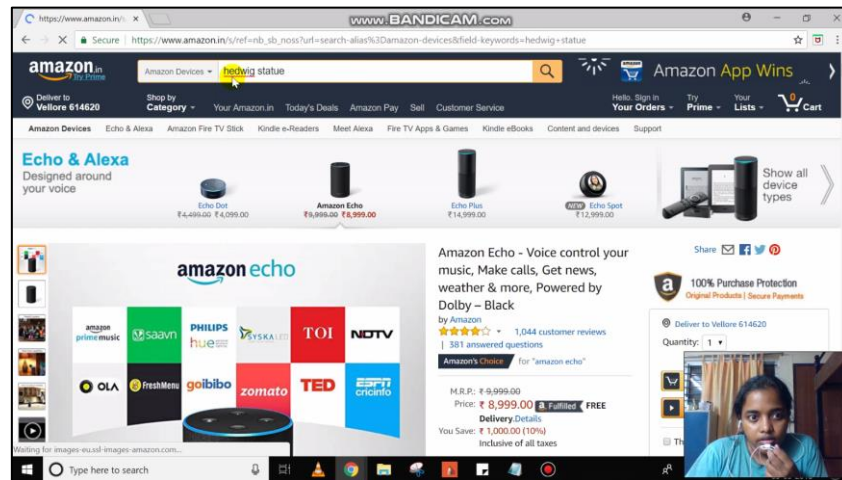 https://www.amazon.in/s
www.BANDICAM.com
Secure https://www.amazon.in/s/ref=nb_sb_noss?url=search-alias%3Damazon-devices&field-keywords=hedwig+statue
amazon.in
Try Prime
Amazon Devices
hedwig statue
Amazon App Wins
Deliver to
Vellore 614620
Shop by
Category
Your Amazon.in Today's Deals Amazon Pay Sell Customer Service
Hello. Sign in
Your Orders
Try
Prime
Your
Lists
0
Cart
Amazon Devices Echo & Alexa Amazon Fire TV Stick Kindle e-Readers Meet Alexa Fire TV Apps & Games Kindle eBooks Content and devices Support
Echo & Alexa
Designed around
your voice
Echo Dot
₹4,499.00 ₹4,099.00
Amazon Echo
₹9,999.00 ₹8,999.00
Echo Plus
₹14,999.00
NEW Echo Spot
₹12,999.00
Show all
device
types
amazon echo
amazon
prime music
saavn
PHILIPS
hue
SYSKA LED
TOI
NDTV
OLA
FreshMenu
goibibo
zomato
TED
ESPN
cricinfo
Amazon Echo - Voice control your
music, Make calls, Get news,
weather & more, Powered by
Dolby – Black
by Amazon
1,044 customer reviews
| 381 answered questions
Amazon's Choice for "amazon echo"
M.R.P.: ₹ 9,999.00
Price: ₹ 8,999.00 Fulfilled FREE
Delivery.Details
You Save: ₹ 1,000.00 (10%)
Inclusive of all taxes
Share
100% Purchase Protection
Original Products | Secure Payments
Deliver to Vellore 614620
Quantity: 1
Th
Waiting for images-eu.ssl-images-amazon.com...
Type here to search